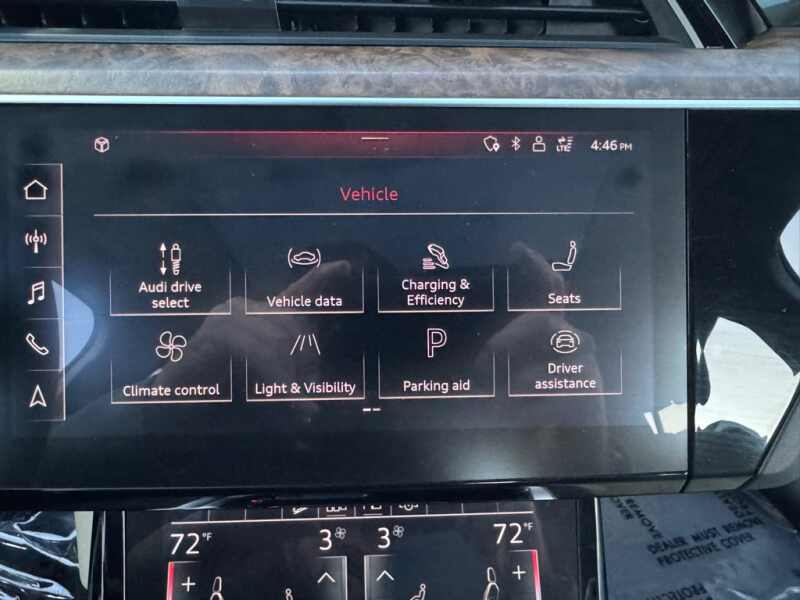 LTE 4:46 PM
Vehicle
Audi drive
select
Vehicle data
Charging &
Efficiency
Seats
Climate control
Light & Visibility
P
Parking aid
Driver
assistance
72°F 3 3 72°F
+ +
DEALER MUST REMOVE
PROTECTIVE COVER